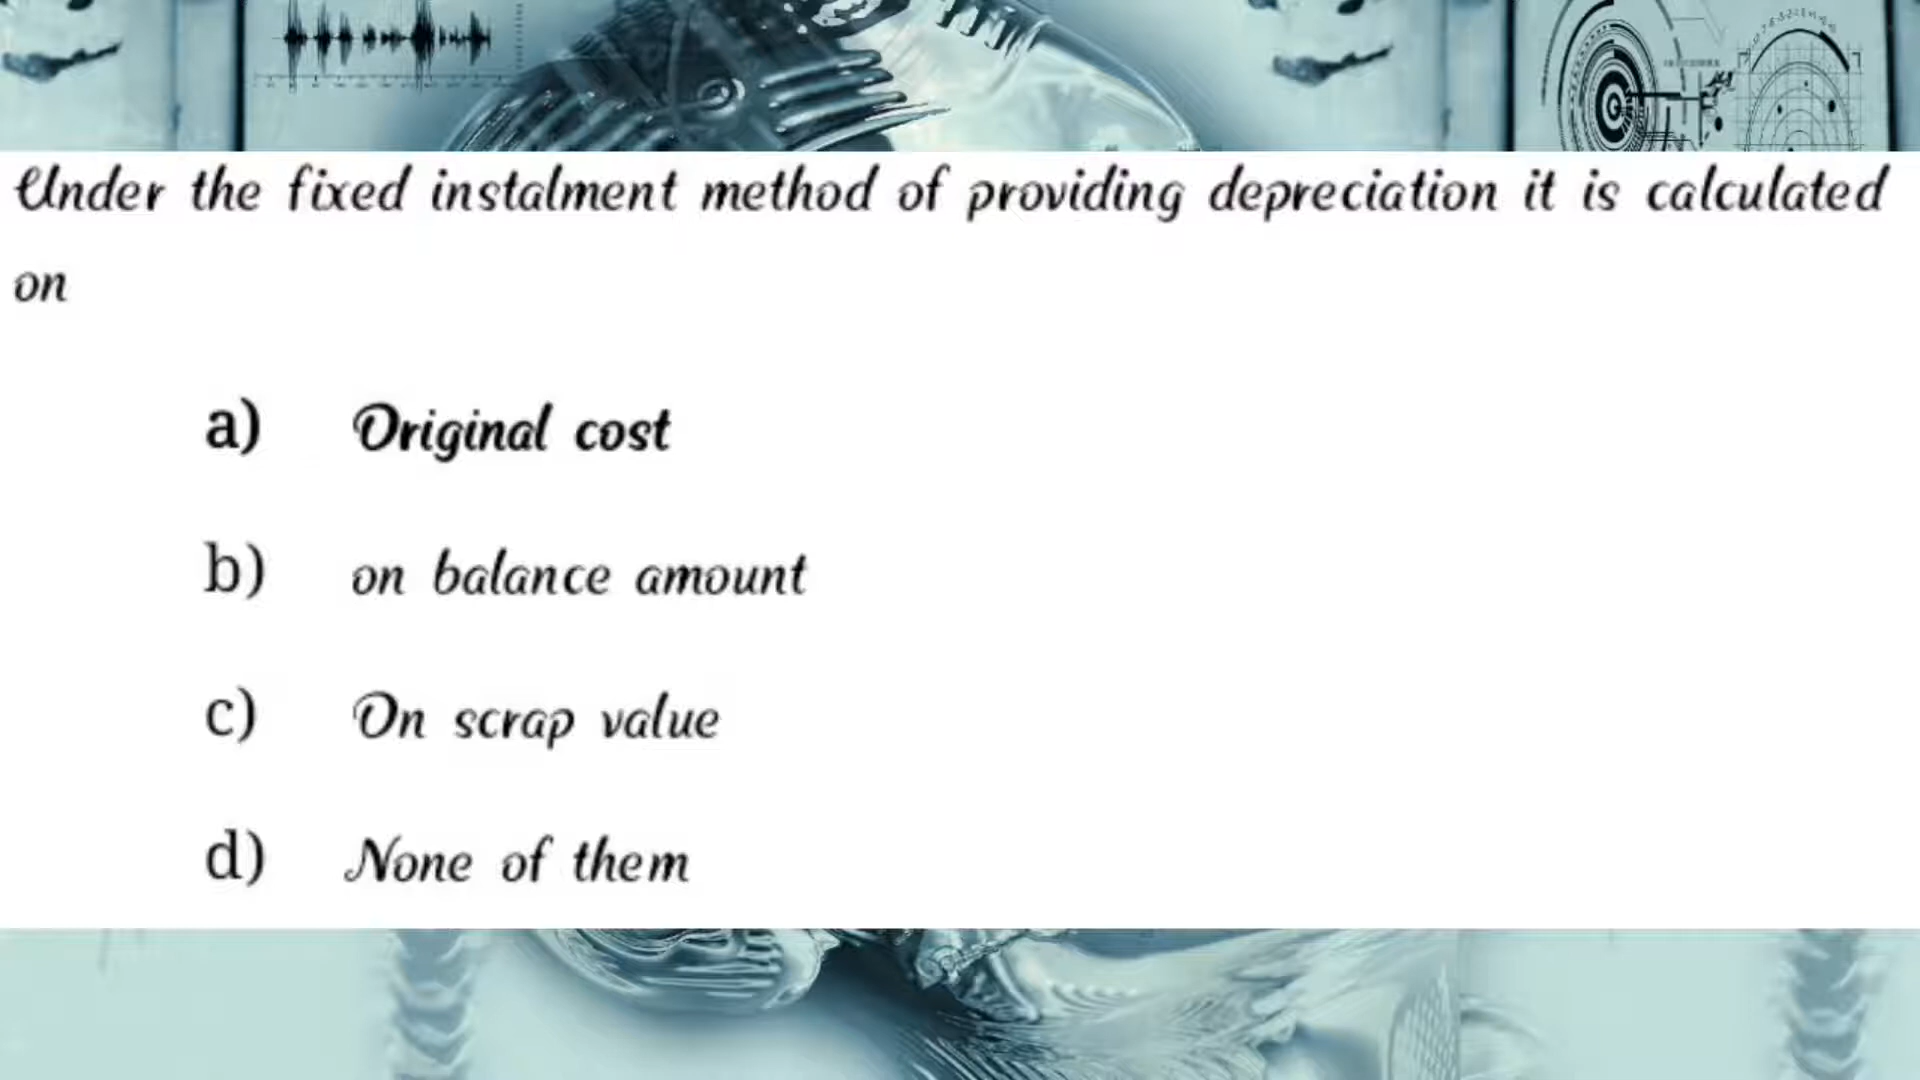 Under the fixed instalment method of providing depreciation it is calculated
on
a) Original cost
b) on balance amount
c) On scrap value
d) None of them